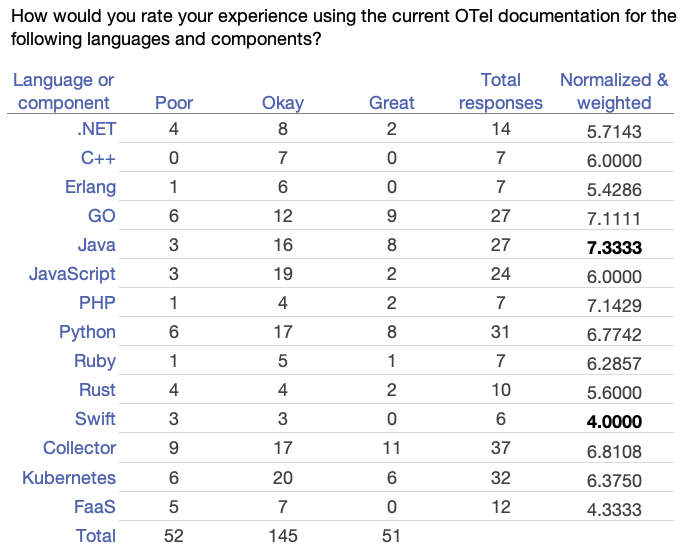 How would you rate your experience using the current OTel documentation for the
following languages and components?
Language or component Poor Okay Great Total responses Normalized & weighted
.NET 4 8 2 14 5.7143
C++ 0 7 0 7 6.0000
Erlang 1 6 0 7 5.4286
GO 6 12 9 27 7.1111
Java 3 16 8 27 7.3333
JavaScript 3 19 2 24 6.0000
PHP 1 4 2 7 7.1429
Python 6 17 8 31 6.7742
Ruby 1 5 1 7 6.2857
Rust 4 4 2 10 5.6000
Swift 3 3 0 6 4.0000
Collector 9 17 11 37 6.8108
Kubernetes 6 20 6 32 6.3750
FaaS 5 7 0 12 4.3333
Total 52 145 51